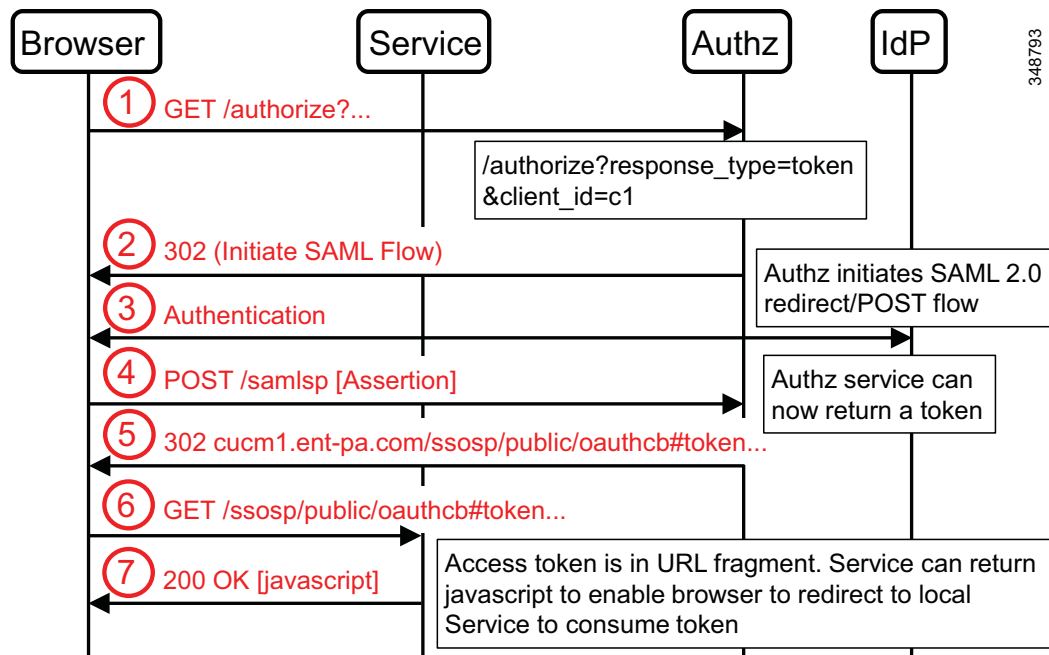 Browser
Service
Authz
IdP
348793
1 GET /authorize?...
/authorize?response_type=token
&client_id=c1
2 302 (Initiate SAML Flow)
Authz initiates SAML 2.0
redirect/POST flow
3 Authentication
4 POST /samlsp [Assertion]
Authz service can
now return a token
5 302 cucm1.ent-pa.com/ssosp/public/oauthcb#token...
6 GET /ssosp/public/oauthcb#token...
7 200 OK [javascript]
Access token is in URL fragment. Service can return
javascript to enable browser to redirect to local
Service to consume token